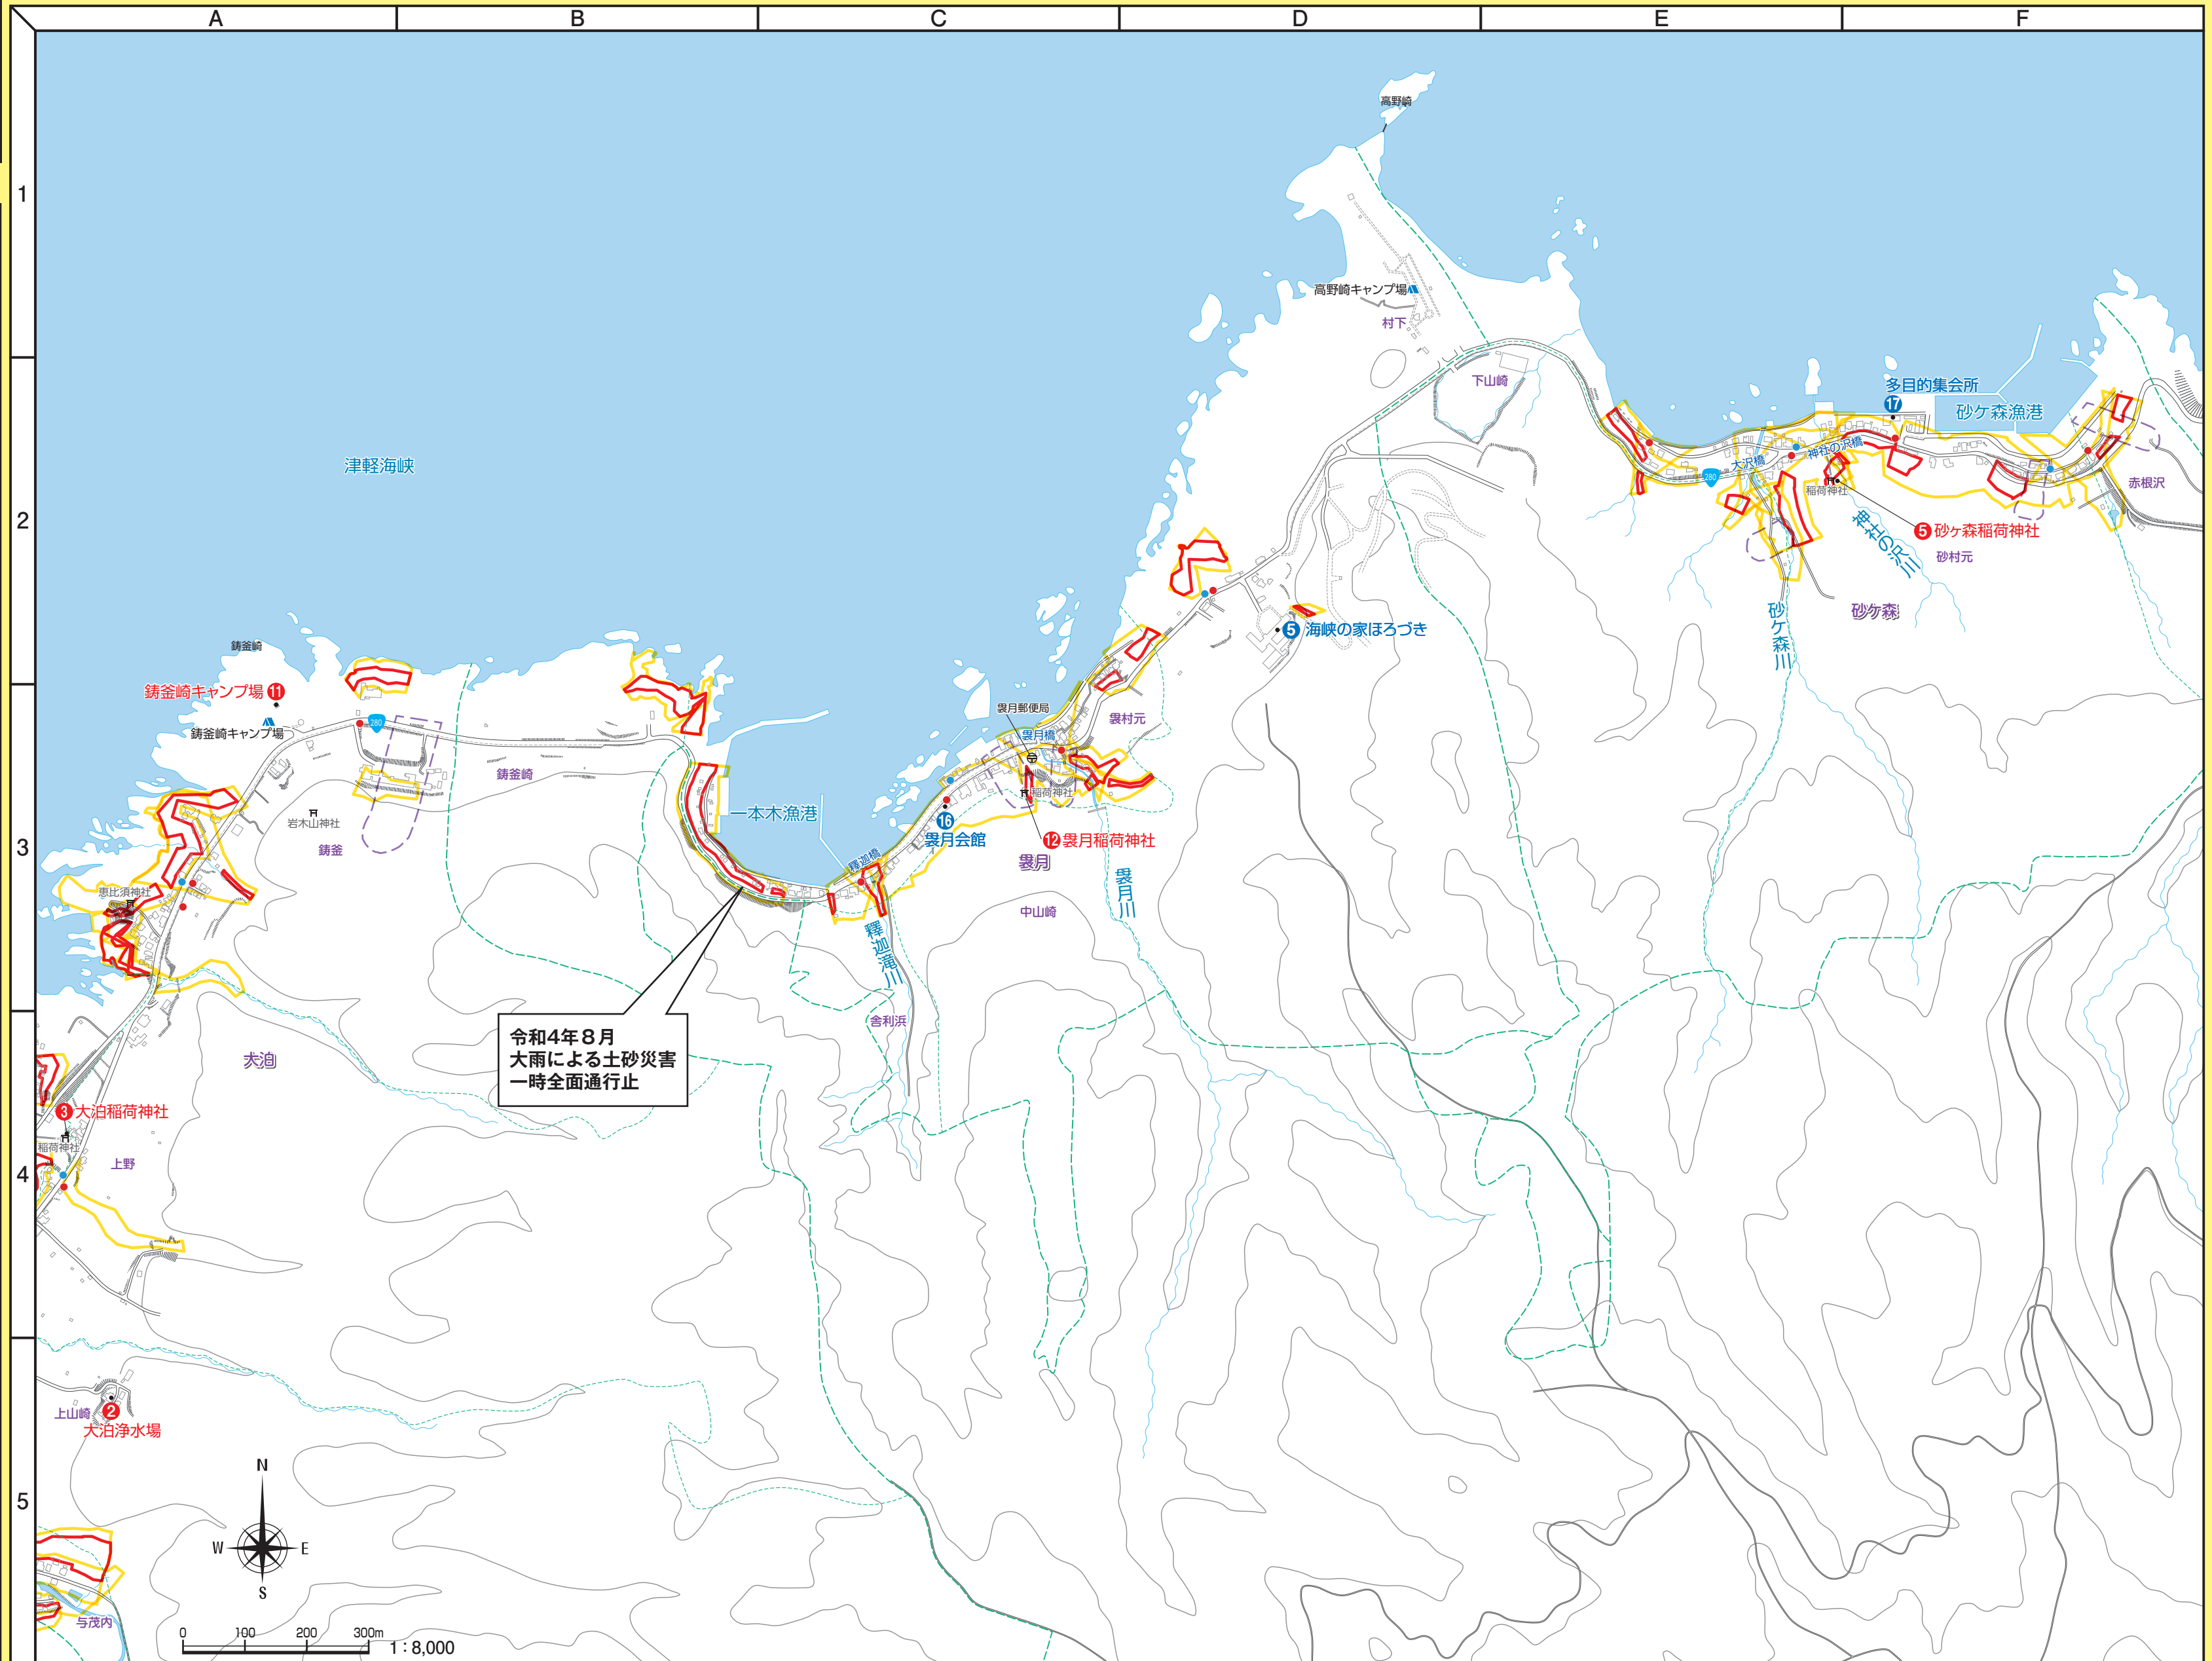 A
B
C
D
E
F
1
2
3
4
5
高野崎
高野崎キャンプ場
村下
下山崎
多目的集会所
17
砂ケ森漁港
津軽海峡
大沢橋
神社の沢橋
280
稲荷神社
赤根沢
5 砂ヶ森稲荷神社
神社の沢川
砂村元
砂ケ森川
砂ケ森
5 海峡の家ほろづき
鋳釜崎
鋳釜崎キャンプ場 11
鋳釜崎キャンプ場
280
鋳釜崎
岩木山神社
鋳釜
袰月郵便局
袰村元
袰月橋
稲荷神社
一本木漁港
16
袰月会館
12 袰月稲荷神社
袰月
釋迦橋
恵比須神社
袰月川
中山崎
釋迦滝川
舎利浜
令和4年8月
大雨による土砂災害
一時全面通行止
大泊
3 大泊稲荷神社
稲荷神社
上野
上山崎
2
大泊浄水場
N
W
E
S
与茂内
0 100 200 300m
1:8,000